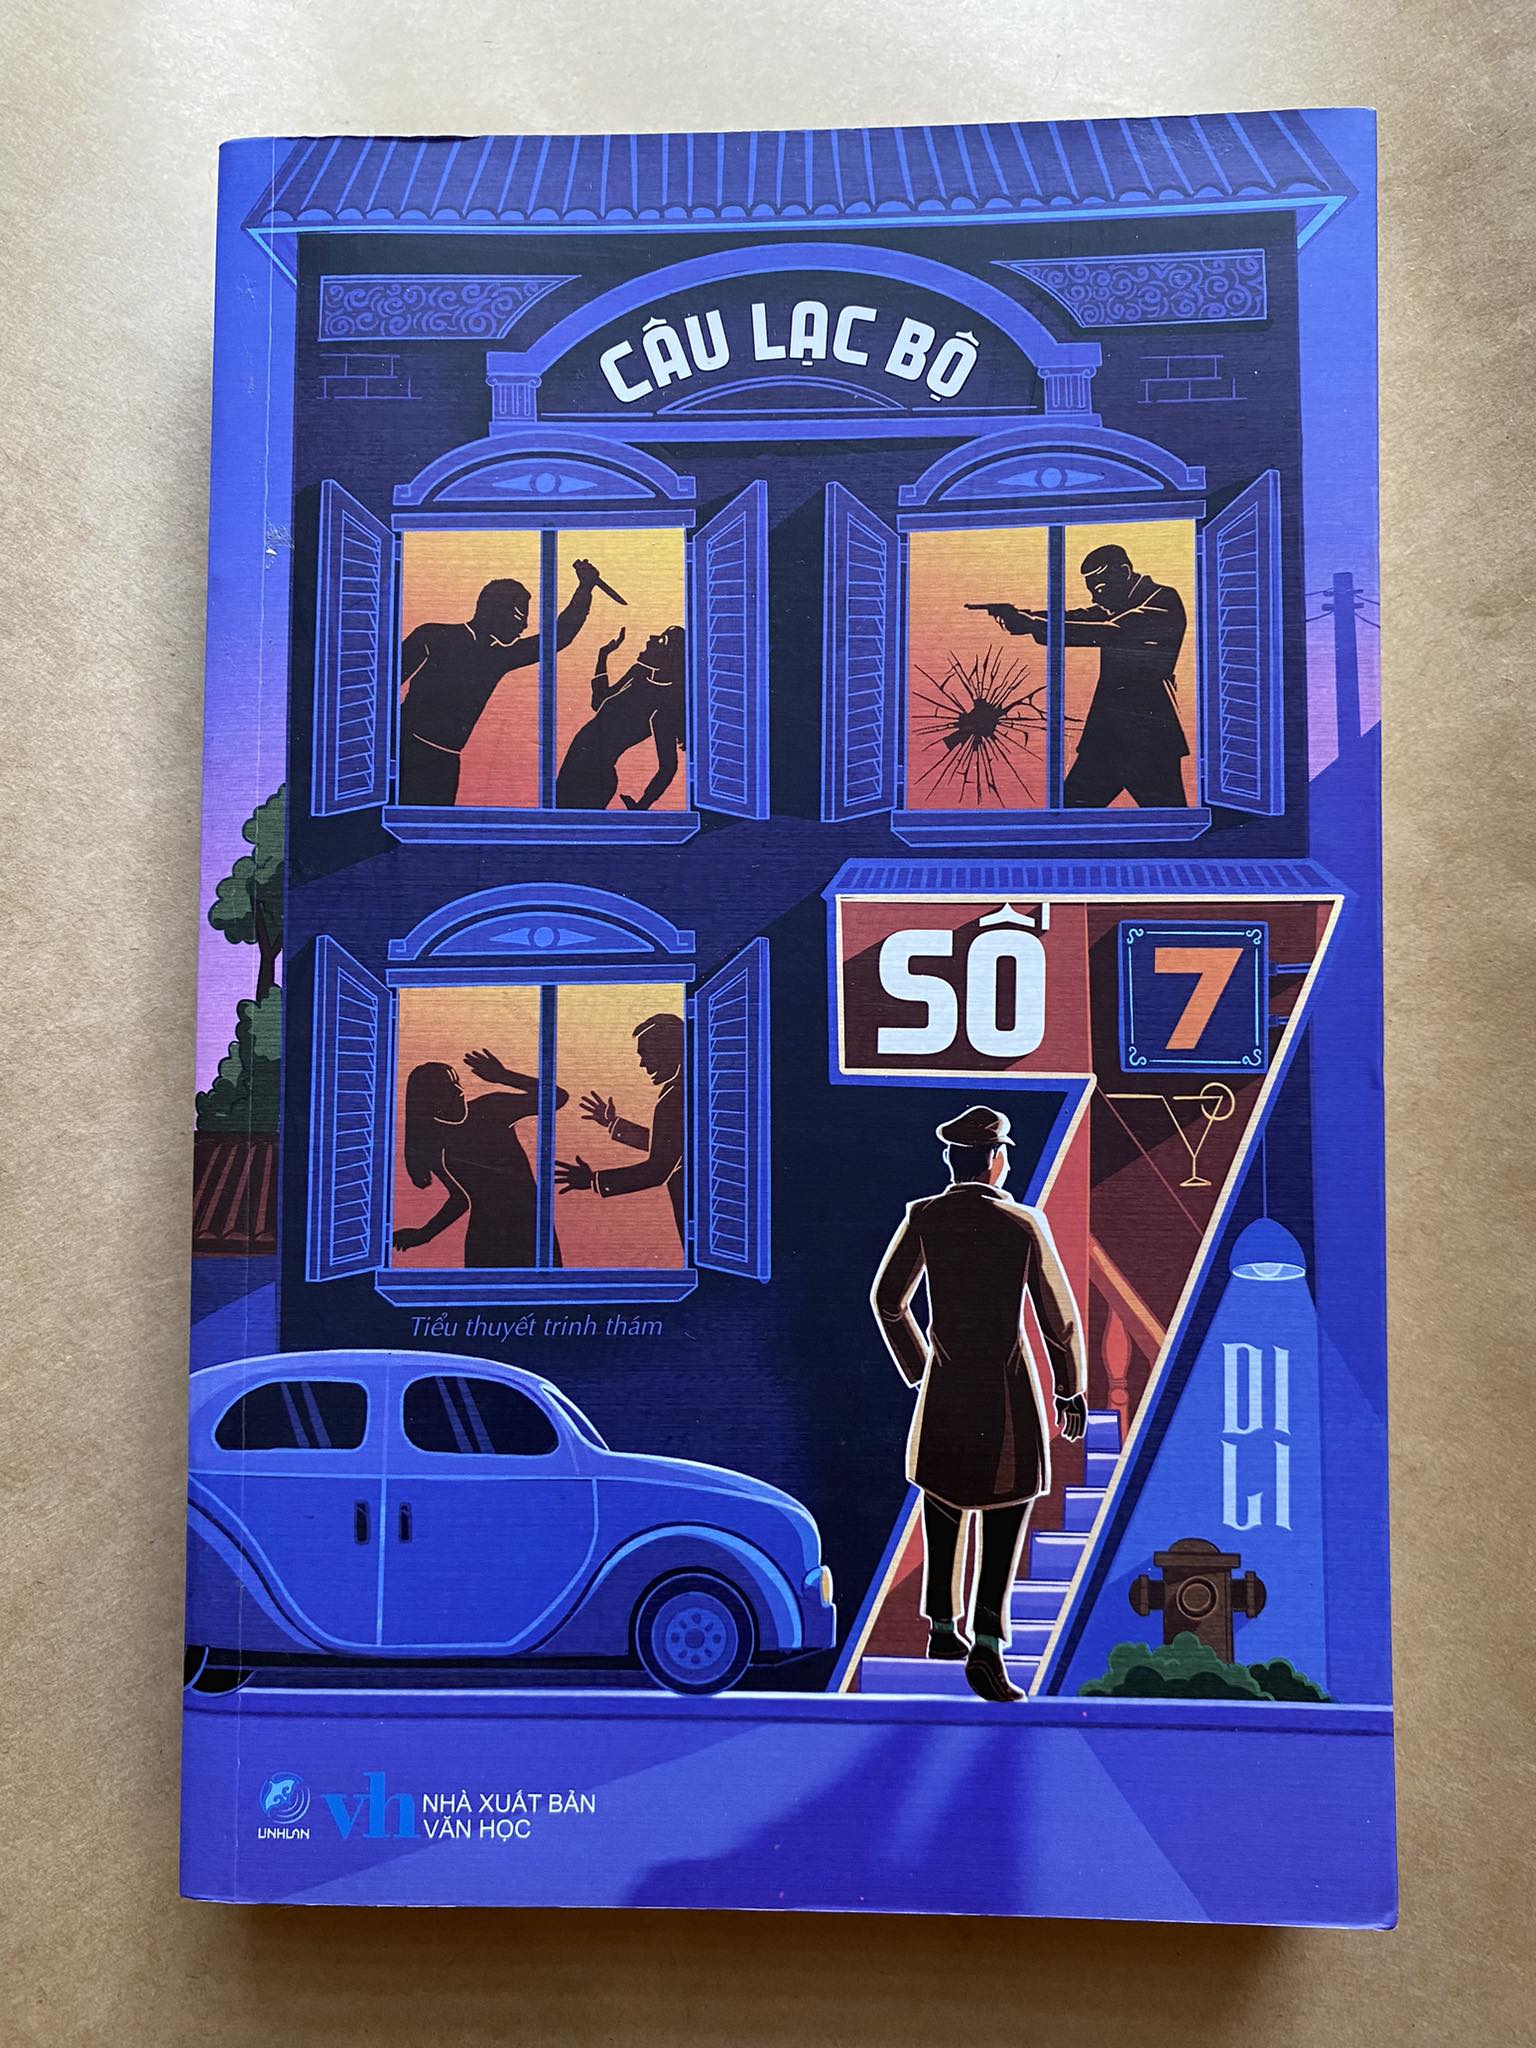 CÂU LẠC BỘ
SỐ 7
Tiểu thuyết trinh thám
DI
LI
LINHLAN
vh NHÀ XUẤT BẢN
VĂN HỌC